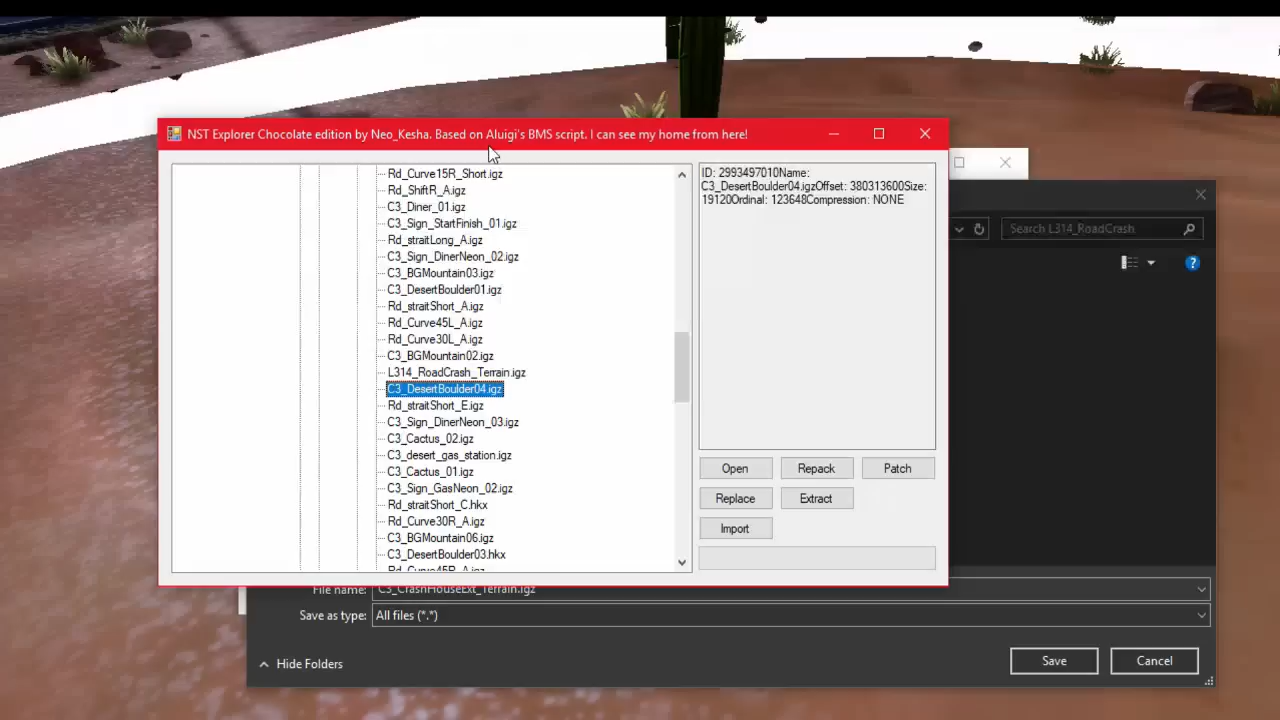 NST Explorer Chocolate edition by Neo_Kesha. Based on Aluigi's BMS script. I can see my home from here!
Rd_Curve15R_Short.igz
Rd_ShiftR_A.igz
C3_Diner_01.igz
C3_Sign_StartFinish_01.igz
Rd_straitLong_A.igz
C3_Sign_DinerNeon_02.igz
C3_BGMountain03.igz
C3_DesertBoulder01.igz
Rd_straitShort_A.igz
Rd_Curve45L_A.igz
Rd_Curve30L_A.igz
C3_BGMountain02.igz
L314_RoadCrash_Terrain.igz
C3_DesertBoulder04.igz
Rd_straitShort_E.igz
C3_Sign_DinerNeon_03.igz
C3_Cactus_02.igz
C3_desert_gas_station.igz
C3_Cactus_01.igz
C3_Sign_GasNeon_02.igz
Rd_straitShort_C.hkx
Rd_Curve30R_A.igz
C3_BGMountain06.igz
C3_DesertBoulder03.hkx
Rd_Curve45R_A.igz
ID: 2993497010Name:
C3_DesertBoulder04.igzOffset: 380313600Size:
19120Ordinal: 123648Compression: NONE
Open
Repack
Patch
Replace
Extract
Import
Search L314_RoadCrash
File name:
C3_CrashHouseExt_Terrain.igz
Save as type:
All files (*.*)
Hide Folders
Save
Cancel